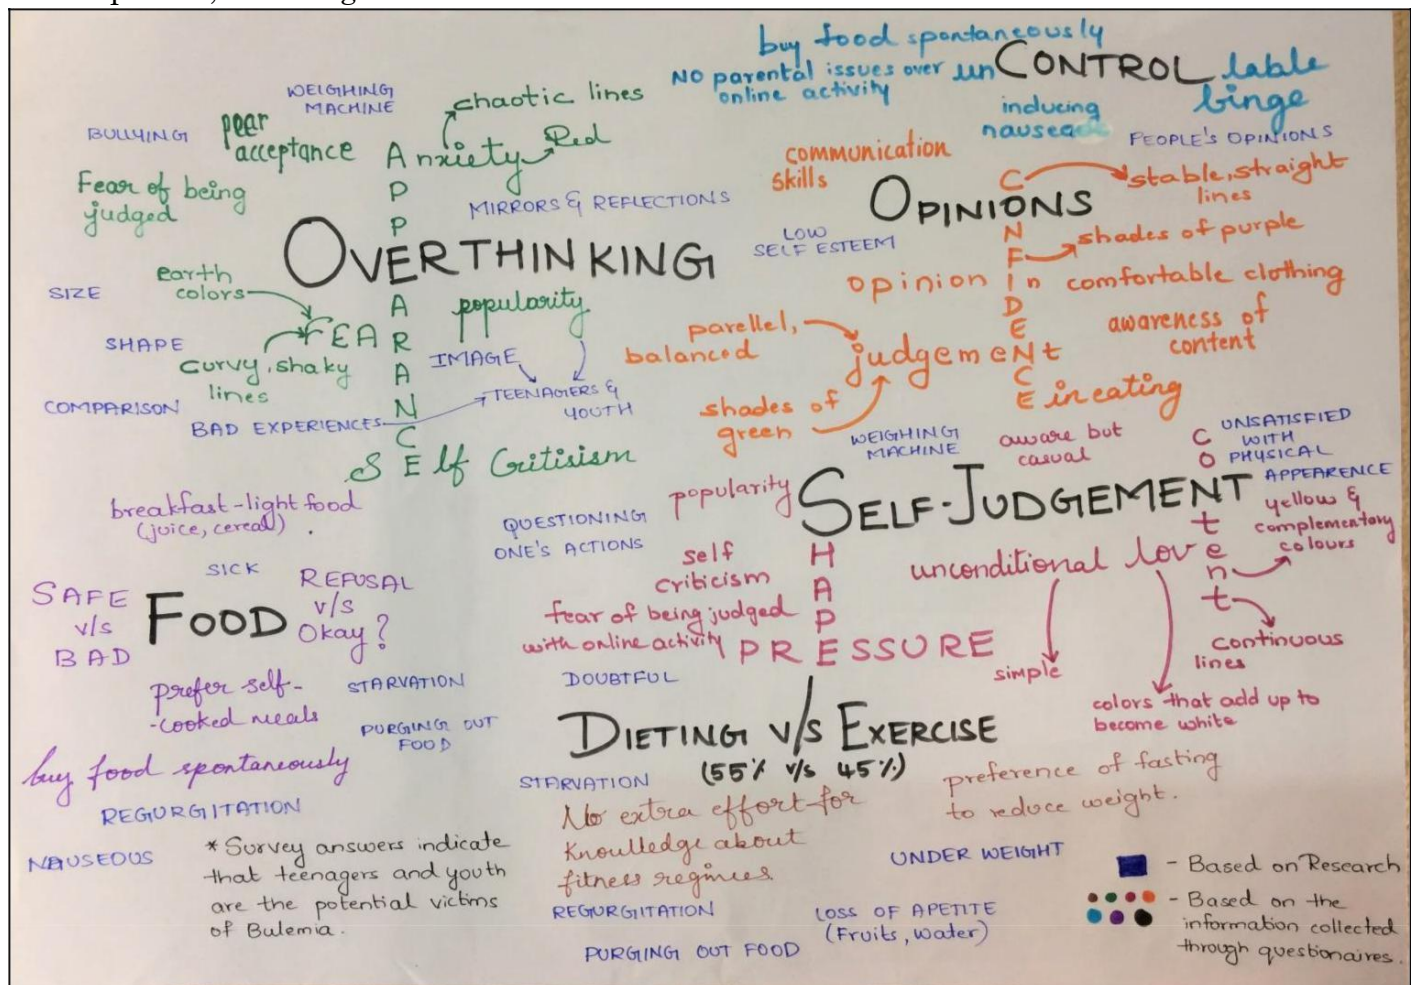 buy food spontaneously
NO parental issues over
online activity
unCONTROLlable
binge
inducing
nausea
WEIGHING
MACHINE
chaotic lines
BULLYING
pear
acceptance
Anxiety
Red
PEOPLE'S OPINIONS
communication
skills
Fear of being
judged
MIRRORS & REFLECTIONS
OPINIONS
CONFIDENCE
stable, straight
lines
OVERTHINKING
APPEARANCE
LOW
SELF ESTEEM
shades of purple
earth
colors
SIZE
popularity
opinion In comfortable clothing
FEAR
parellel,
balanced
awareness of
content
SHAPE
curvy, shaky
lines
IMAGE
judgement
COMPARISON
TEENAGERS &
YOUTH
BAD EXPERIENCES
shades of
green
E in eating
SElf Critisism
WEIGHING
MACHINE
aware but
casual
UNSATISFIED
WITH
PHYSICAL
APPEARENCE
breakfast-light food
(juice, cereal).
popularity
SELF-JUDGEMENT
CONtent
yellow &
complementory
colours
QUESTIONING
ONE'S ACTIONS
self
criticism
HAPPE
unconditional love
SICK
SAFE
v/s
BAD
FOOD
REFUSAL
v/s
Okay?
fear of being judged
with online activity
PRESSURE
simple
continuous
lines
prefer self-
-cooked meals
STARVATION
DOUBTFUL
colors that add up to
become white
PURGING OUT
FOOD
DIETING v/s EXERCISE
(55% v/s 45%)
buy food spontaneously
STARVATION
preference of fasting
to reduce weight.
REGURGITATION
No extra effort for
Knoulledge about
fitness regimies
NAUSEOUS
* Survey answers indicate
that teenagers and youth
are the potential victims
of Bulemia.
UNDER WEIGHT
- Based on Research
REGURGITATION
LOSS OF APETITE
(Fruits, water)
- Based on the
information collected
through questionaires.
PURGING OUT FOOD